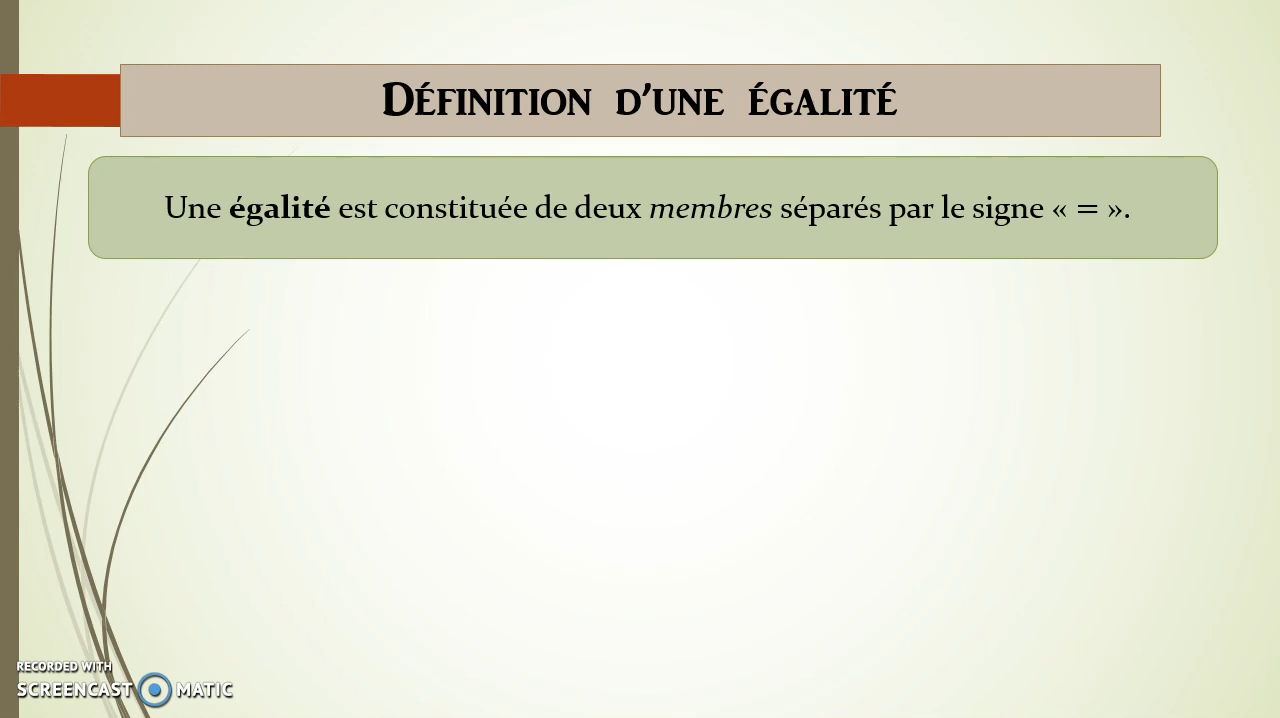 Définition d'une égalité
Une égalité est constituée de deux membres séparés par le signe « = ».
RECORDED WITH
SCREENCAST MATIC